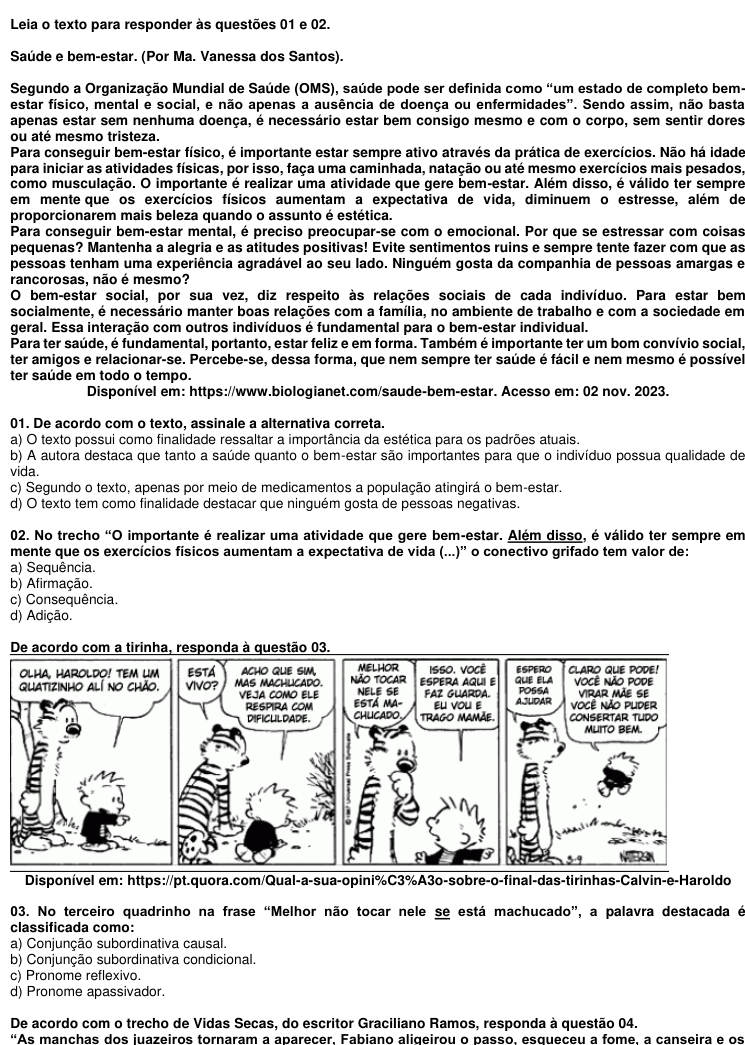 Leia o texto para responder às questões 01 e 02.
Saúde e bem-estar. (Por Ma. Vanessa dos Santos).
Segundo a Organização Mundial de Saúde (OMS), saúde pode ser definida como “um estado de completo bem-
estar físico, mental e social, e não apenas a ausência de doença ou enfermidades”. Sendo assim, não basta
apenas estar sem nenhuma doença, é necessário estar bem consigo mesmo e com o corpo, sem sentir dores
ou até mesmo tristeza.
Para conseguir bem-estar físico, é importante estar sempre ativo através da prática de exercícios. Não há idade
para iniciar as atividades físicas, por isso, faça uma caminhada, natação ou até mesmo exercícios mais pesados,
como musculação. O importante é realizar uma atividade que gere bem-estar. Além disso, é válido ter sempre
em mente que os exercícios físicos aumentam a expectativa de vida, diminuem o estresse, além de
proporcionarem mais beleza quando o assunto é estética.
Para conseguir bem-estar mental, é preciso preocupar-se com o emocional. Por que se estressar com coisas
pequenas? Mantenha a alegria e as atitudes positivas! Evite sentimentos ruins e sempre tente fazer com que as
pessoas tenham uma experiência agradável ao seu lado. Ninguém gosta da companhia de pessoas amargas e
rancorosas, não é mesmo?
O bem-estar social, por sua vez, diz respeito às relações sociais de cada indivíduo. Para estar bem
socialmente, é necessário manter boas relações com a família, no ambiente de trabalho e com a sociedade em
geral. Essa interação com outros indivíduos é fundamental para o bem-estar individual.
Para ter saúde, é fundamental, portanto, estar feliz e em forma. Também é importante ter um bom convívio social,
ter amigos e relacionar-se. Percebe-se, dessa forma, que nem sempre ter saúde é fácil e nem mesmo é possível
ter saúde em todo o tempo.
Disponível em: https://www.biologianet.com/saude-bem-estar. Acesso em: 02 nov. 2023.
01. De acordo com o texto, assinale a alternativa correta.
a) O texto possui como finalidade ressaltar a importância da estética para os padrões atuais.
b) A autora destaca que tanto a saúde quanto o bem-estar são importantes para que o indivíduo possua qualidade de
vida.
c) Segundo o texto, apenas por meio de medicamentos a população atingirá o bem-estar.
d) O texto tem como finalidade destacar que ninguém gosta de pessoas negativas.
02. No trecho “O importante é realizar uma atividade que gere bem-estar. Além disso, é válido ter sempre em
mente que os exercícios físicos aumentam a expectativa de vida (...)” o conectivo grifado tem valor de:
a) Sequência.
b) Afirmação.
c) Consequência.
d) Adição.
De acordo com a tirinha, responda à questão 03.
OLHA, HAROLDO! TEM UM
QUATIZINHO ALÍ NO CHÃO.
ESTÁ
VIVO?
ACHO QUE SIM,
MAS MACHUCADO.
VEJA COMO ELE
RESPIRA COM
DIFICULDADE.
MELHOR
NÃO TOCAR
NELE SE
ESTÁ MA-
CHUCADO.
ISSO. VOCÊ
ESPERA AQUI E
FAZ GUARDA.
EU VOU E
TRAGO MAMÃE.
ESPERO
QUE ELA
POSSA
AJUDAR
CLARO QUE PODE!
VOCÊ NÃO PODE
VIRAR MÃE SE
VOCÊ NÃO PUDER
CONSERTAR TUDO
MUITO BEM.
©1987 Universal Press Syndicate
3-9
WATTERSON
Disponível em: https://pt.quora.com/Qual-a-sua-opini%C3%A3o-sobre-o-final-das-tirinhas-Calvin-e-Haroldo
03. No terceiro quadrinho na frase “Melhor não tocar nele se está machucado”, a palavra destacada é
classificada como:
a) Conjunção subordinativa causal.
b) Conjunção subordinativa condicional.
c) Pronome reflexivo.
d) Pronome apassivador.
De acordo com o trecho de Vidas Secas, do escritor Graciliano Ramos, responda à questão 04.
“As manchas dos juazeiros tornaram a aparecer, Fabiano aligeirou o passo, esqueceu a fome, a canseira e os